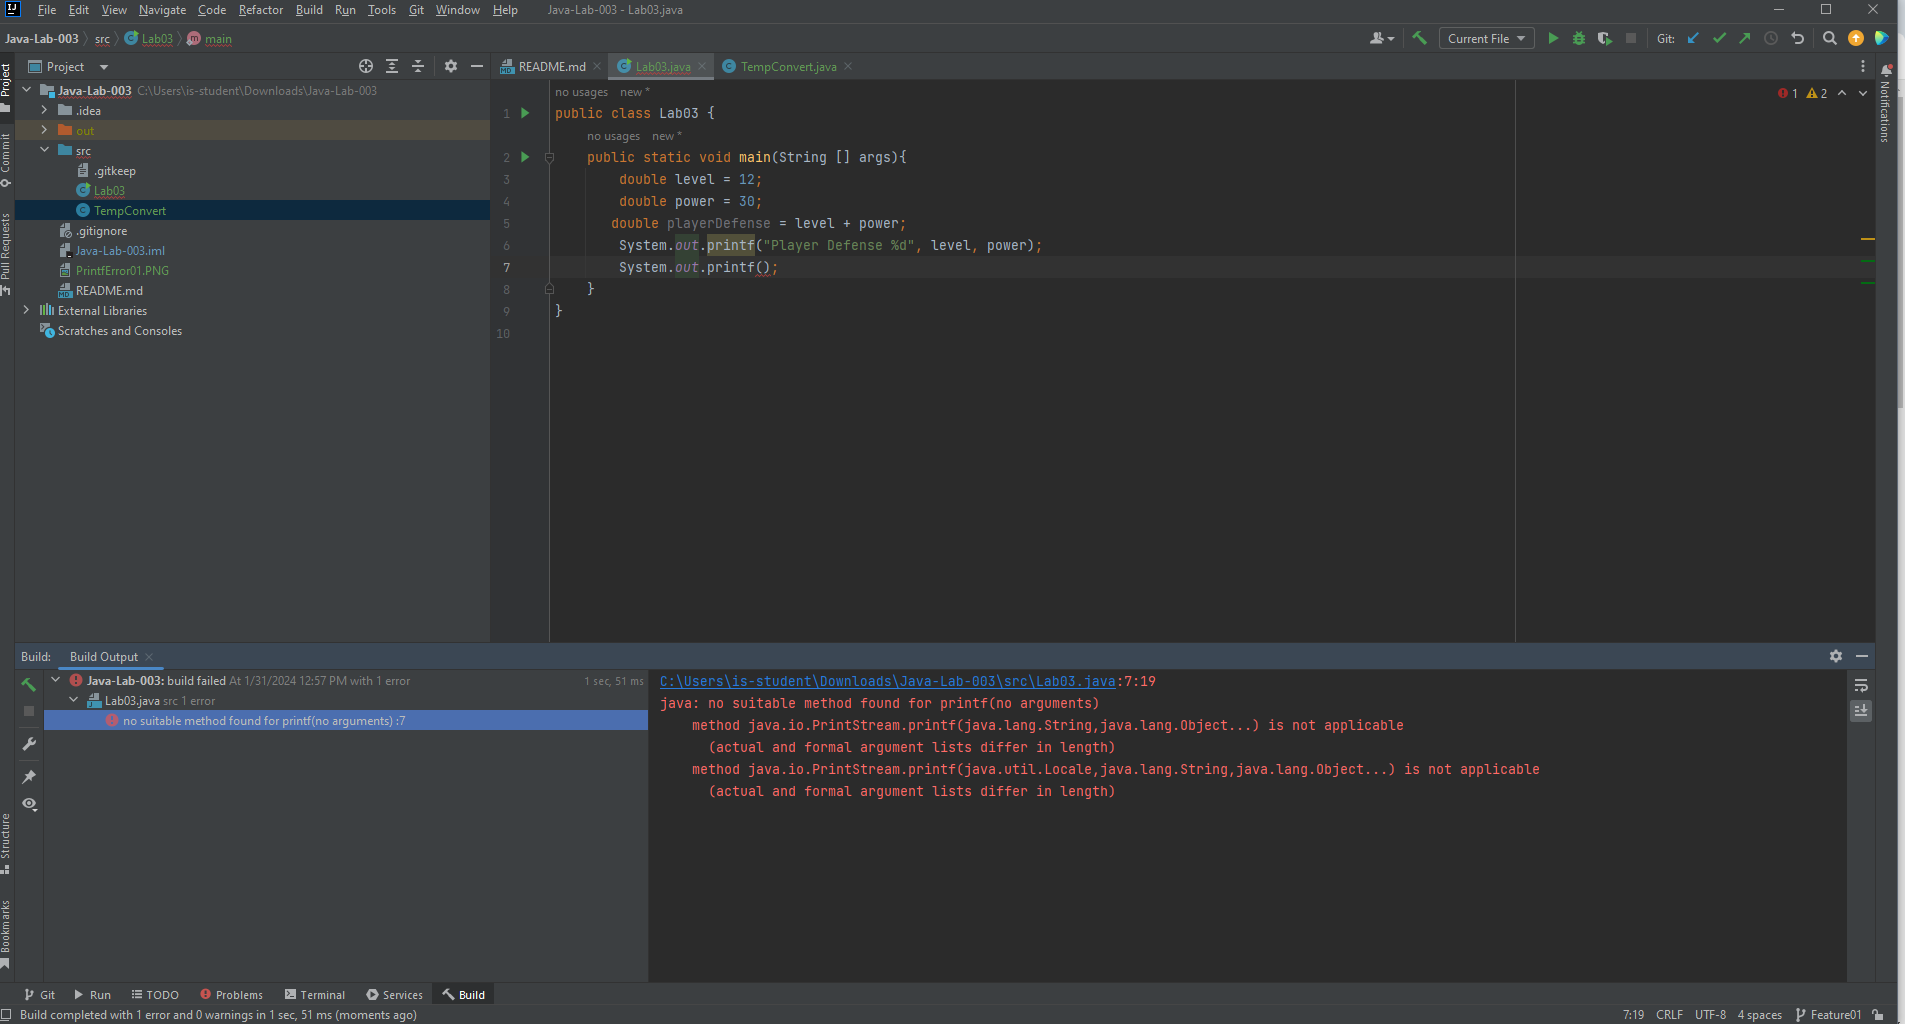 File Edit View Navigate Code Refactor Build Run Tools Git Window Help Java-Lab-003 - Lab03.java
Java-Lab-003 src Lab03 main
Current File Git:
Project
README.md Lab03.java TempConvert.java
Project
Commit
Pull Requests
Structure
Bookmarks
Notifications
Java-Lab-003 C:\Users\is-student\Downloads\Java-Lab-003
.idea
out
src
.gitkeep
Lab03
TempConvert
.gitignore
Java-Lab-003.iml
PrintfError01.PNG
README.md
External Libraries
Scratches and Consoles
no usages new *
1 2
1 public class Lab03 {
no usages new *
2 public static void main(String [] args){
3 double level = 12;
4 double power = 30;
5 double playerDefense = level + power;
6 System.out.printf("Player Defense %d", level, power);
7 System.out.printf();
8 }
9 }
10
Build: Build Output
Java-Lab-003: build failed At 1/31/2024 12:57 PM with 1 error 1 sec, 51 ms
Lab03.java src 1 error
no suitable method found for printf(no arguments) :7
C:\Users\is-student\Downloads\Java-Lab-003\src\Lab03.java:7:19
java: no suitable method found for printf(no arguments)
method java.io.PrintStream.printf(java.lang.String,java.lang.Object...) is not applicable
(actual and formal argument lists differ in length)
method java.io.PrintStream.printf(java.util.Locale,java.lang.String,java.lang.Object...) is not applicable
(actual and formal argument lists differ in length)
Git Run TODO Problems Terminal Services Build
Build completed with 1 error and 0 warnings in 1 sec, 51 ms (moments ago) 7:19 CRLF UTF-8 4 spaces Feature01